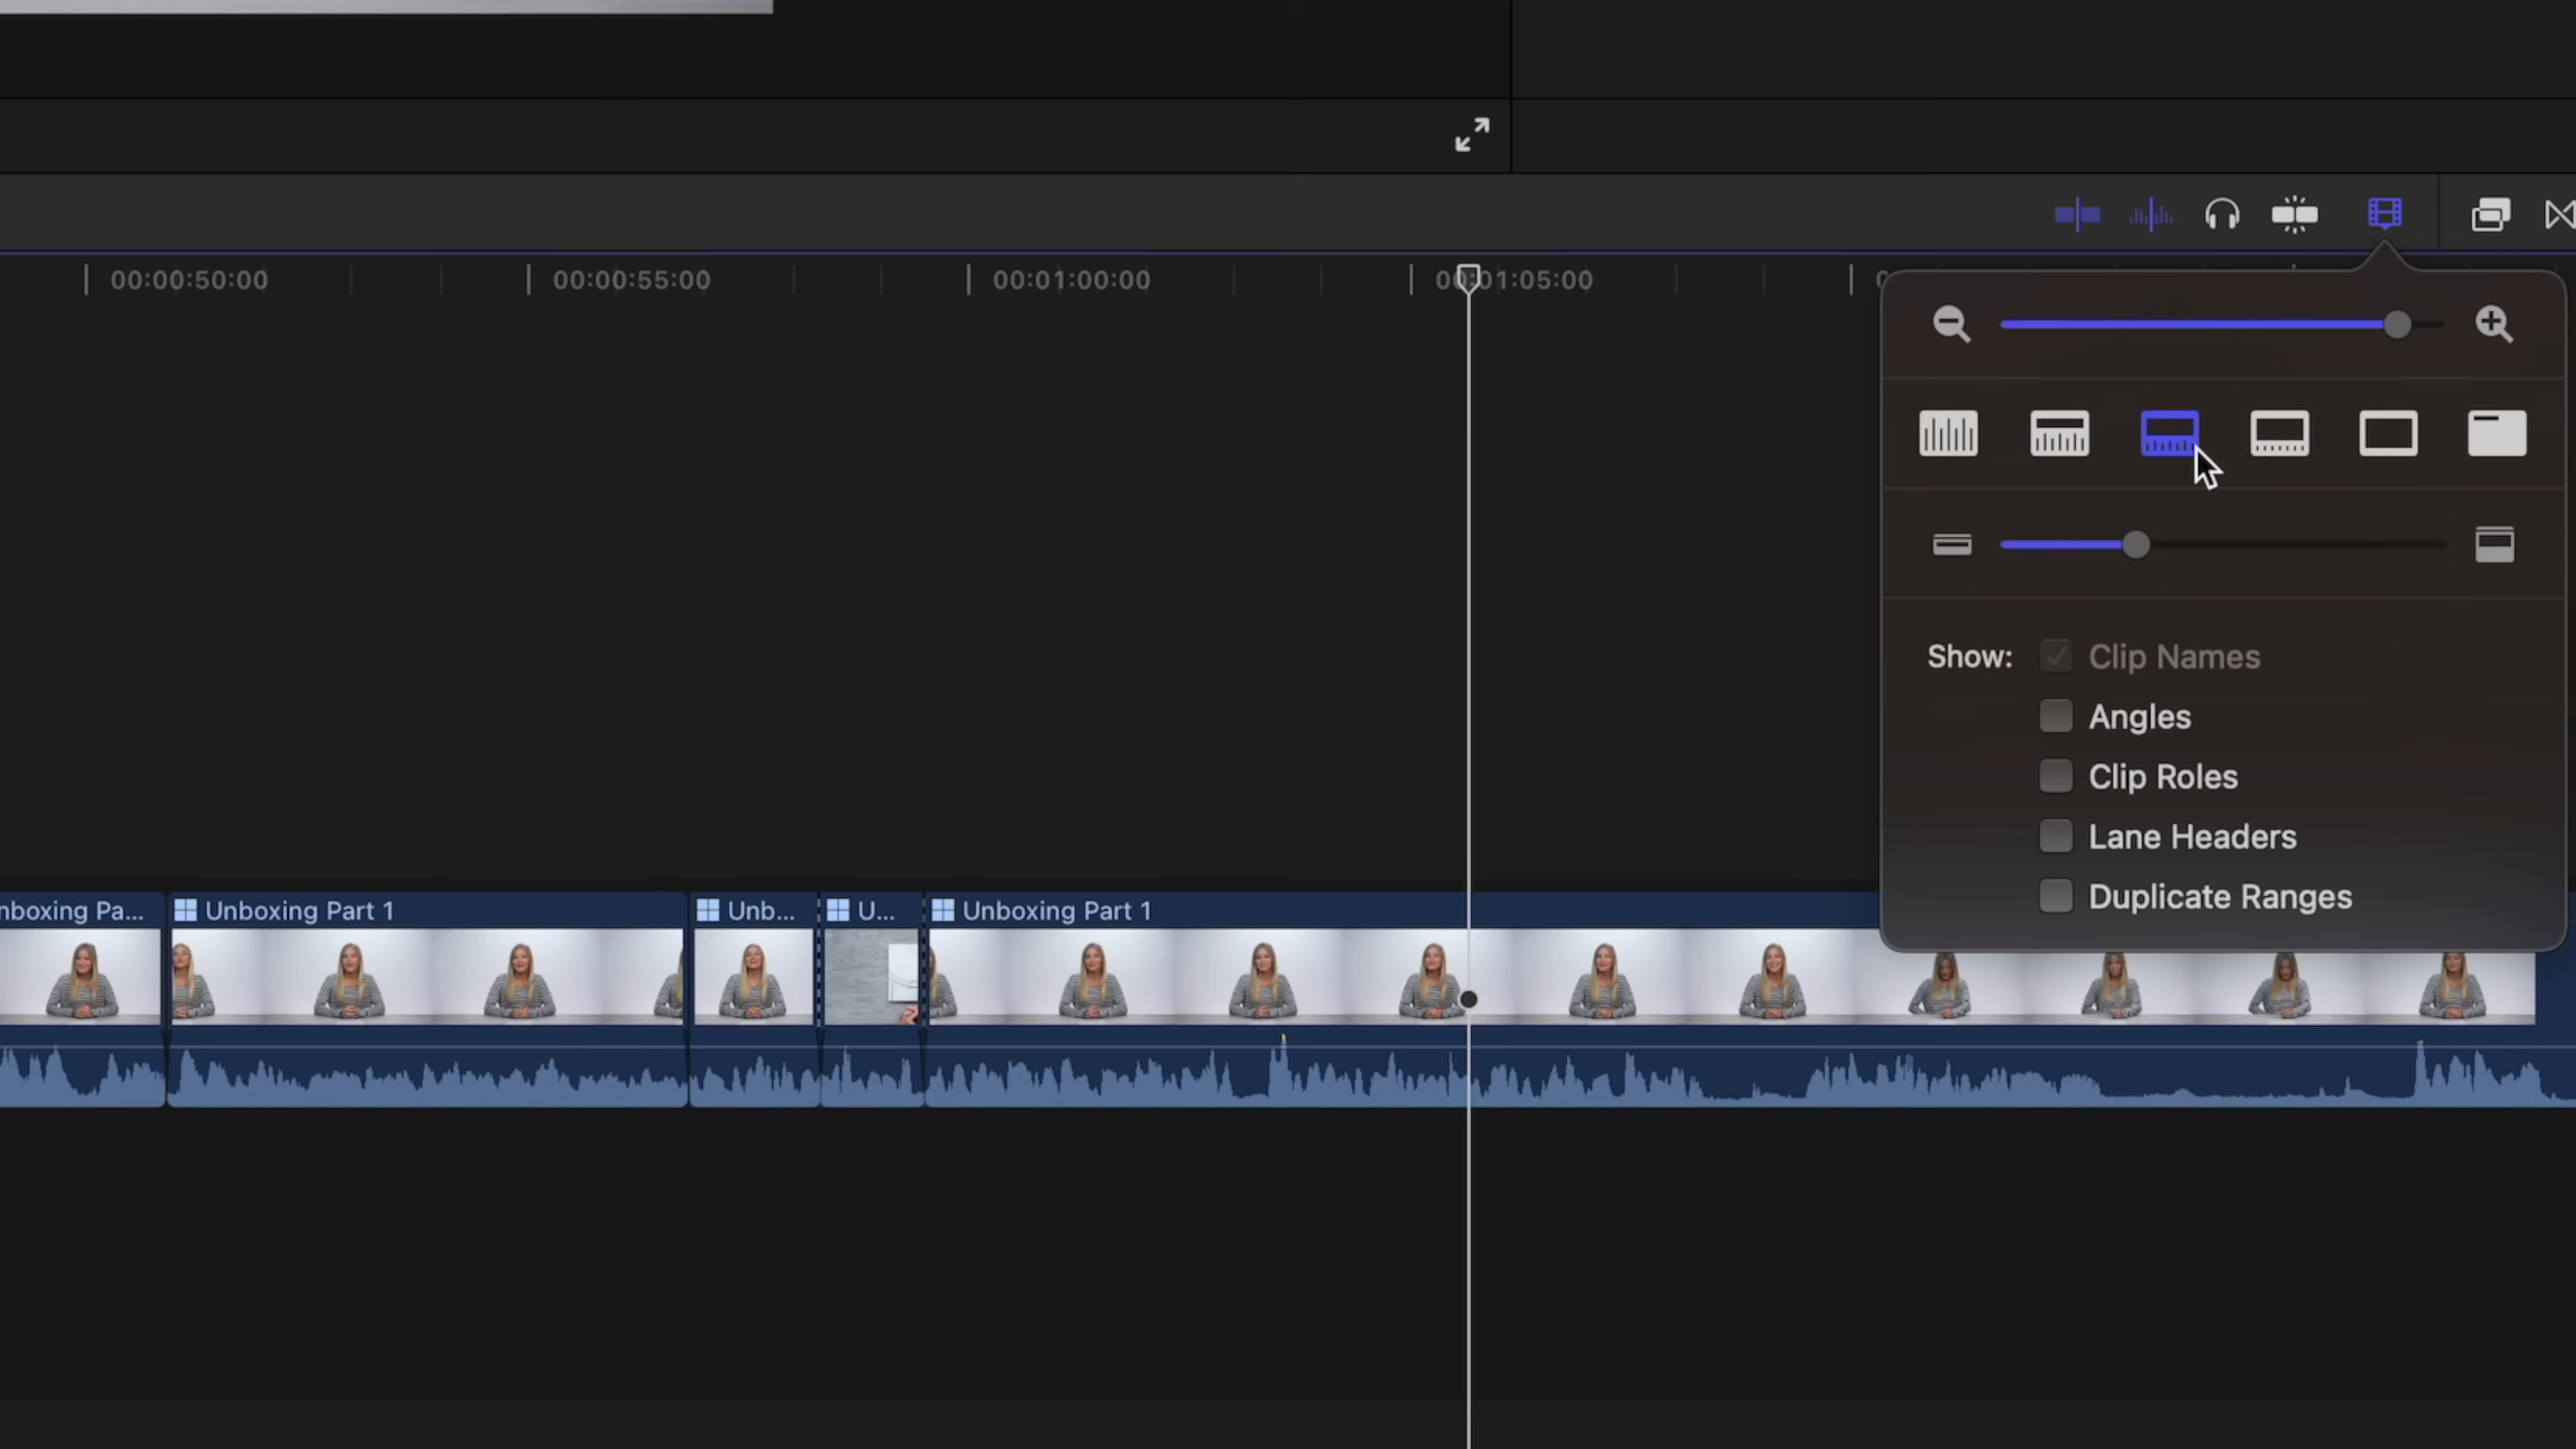 00:00:50:00
00:00:55:00
00:01:00:00
00:01:05:00
Show:
Clip Names
Angles
Clip Roles
Lane Headers
Duplicate Ranges
nboxing Pa...
Unboxing Part 1
Unb...
U...
Unboxing Part 1